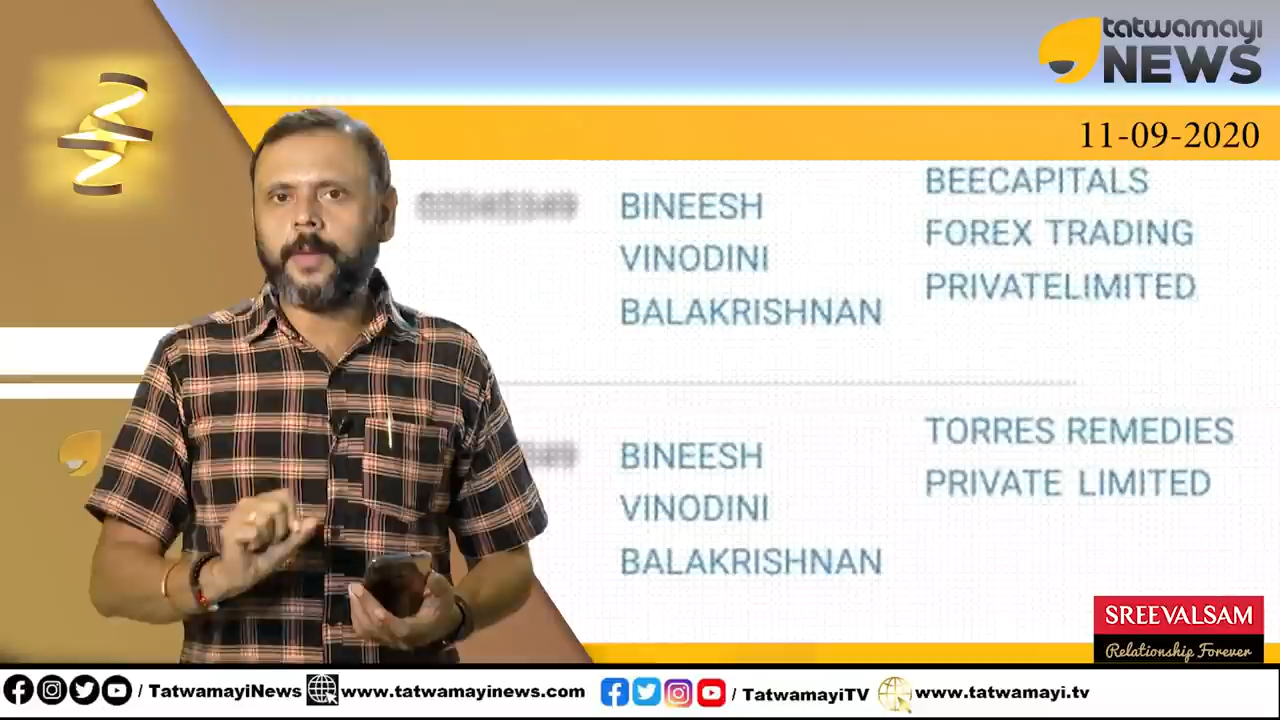 tatwamayi
NEWS
11-09-2020
BINEESH
VINODINI
BALAKRISHNAN
BEECAPITALS
FOREX TRADING
PRIVATELIMITED
BINEESH
VINODINI
BALAKRISHNAN
TORRES REMEDIES
PRIVATE LIMITED
SREEVALSAM
Relationship Forever
/ TatwamayiNews www.tatwamayinews.com / TatwamayiTV www.tatwamayi.tv